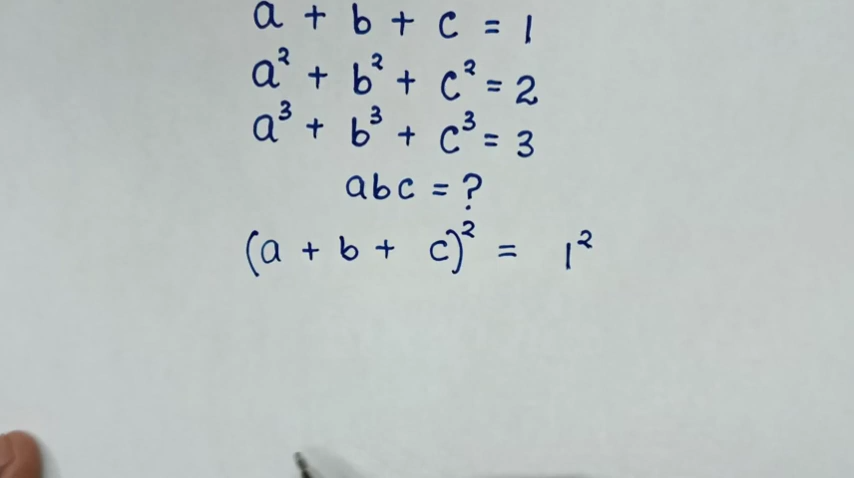 a + b + c = 1
a² + b² + c² = 2
a³ + b³ + c³ = 3
abc = ?
(a + b + c)² = 1²